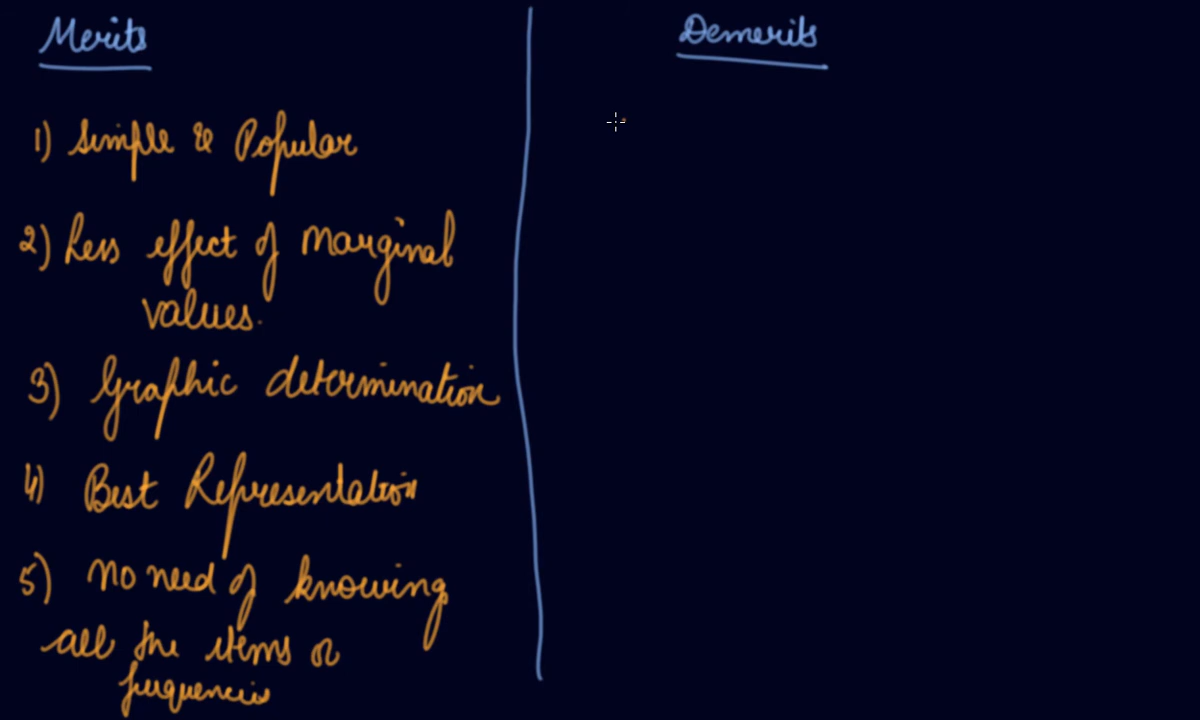 Merits
1) Simple & Popular
2) Less effect of Marginal
values.
3) Graphic determination
4) Best Representation
5) No need of knowing
all the items or
frequencies
Demerits